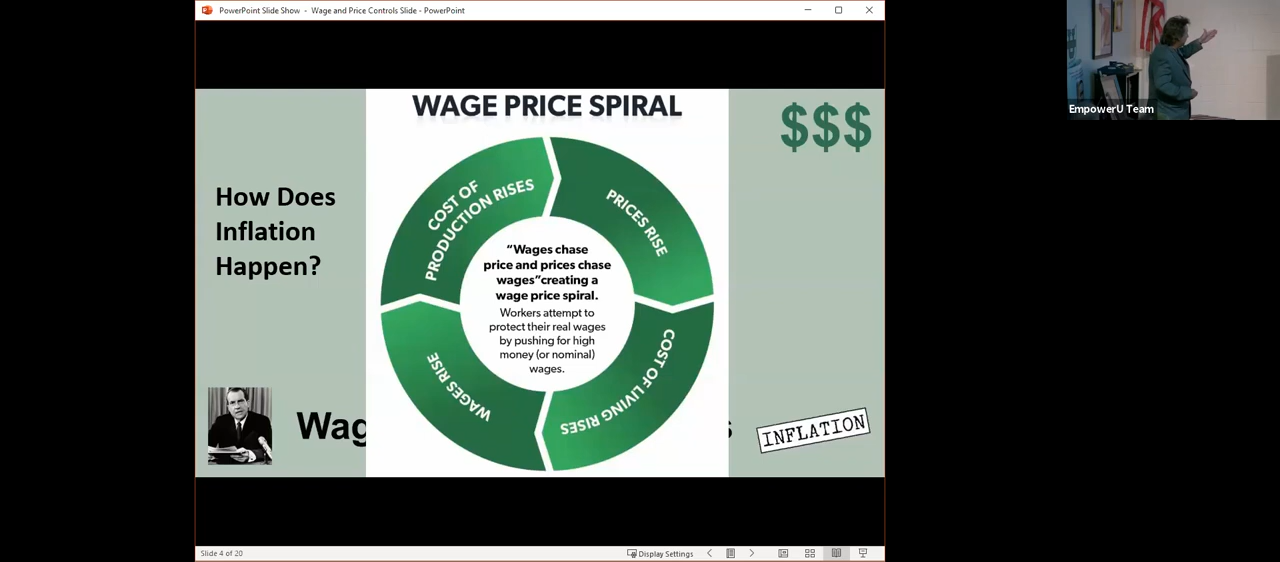 PowerPoint Slide Show - Wage and Price Controls Slide - PowerPoint
EmpowerU Team
WAGE PRICE SPIRAL
$$$
How Does
Inflation
Happen?
COST OF
PRODUCTION RISES
PRICES RISE
“Wages chase
price and prices chase
wages”creating a
wage price spiral.
Workers attempt to
protect their real wages
by pushing for high
money (or nominal)
wages.
WAGES RISE
COST OF LIVING RISES
Wag
s
INFLATION
Slide 4 of 20
Display Settings